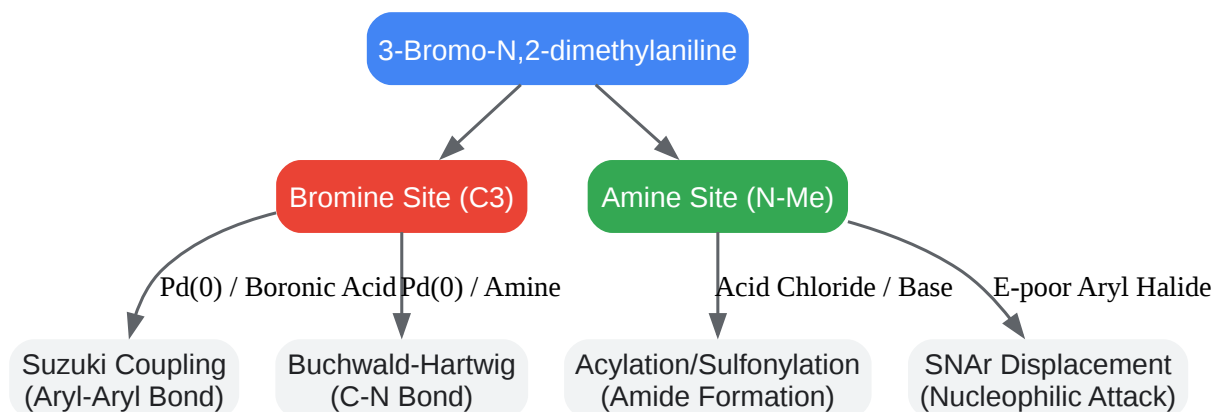 3-Bromo-N,2-dimethylaniline
Bromine Site (C3)
Amine Site (N-Me)
Pd(0) / Boronic Acid
Pd(0) / Amine
Acid Chloride / Base
E-poor Aryl Halide
Suzuki Coupling
(Aryl-Aryl Bond)
Buchwald-Hartwig
(C-N Bond)
Acylation/Sulfonylation
(Amide Formation)
SNAr Displacement
(Nucleophilic Attack)